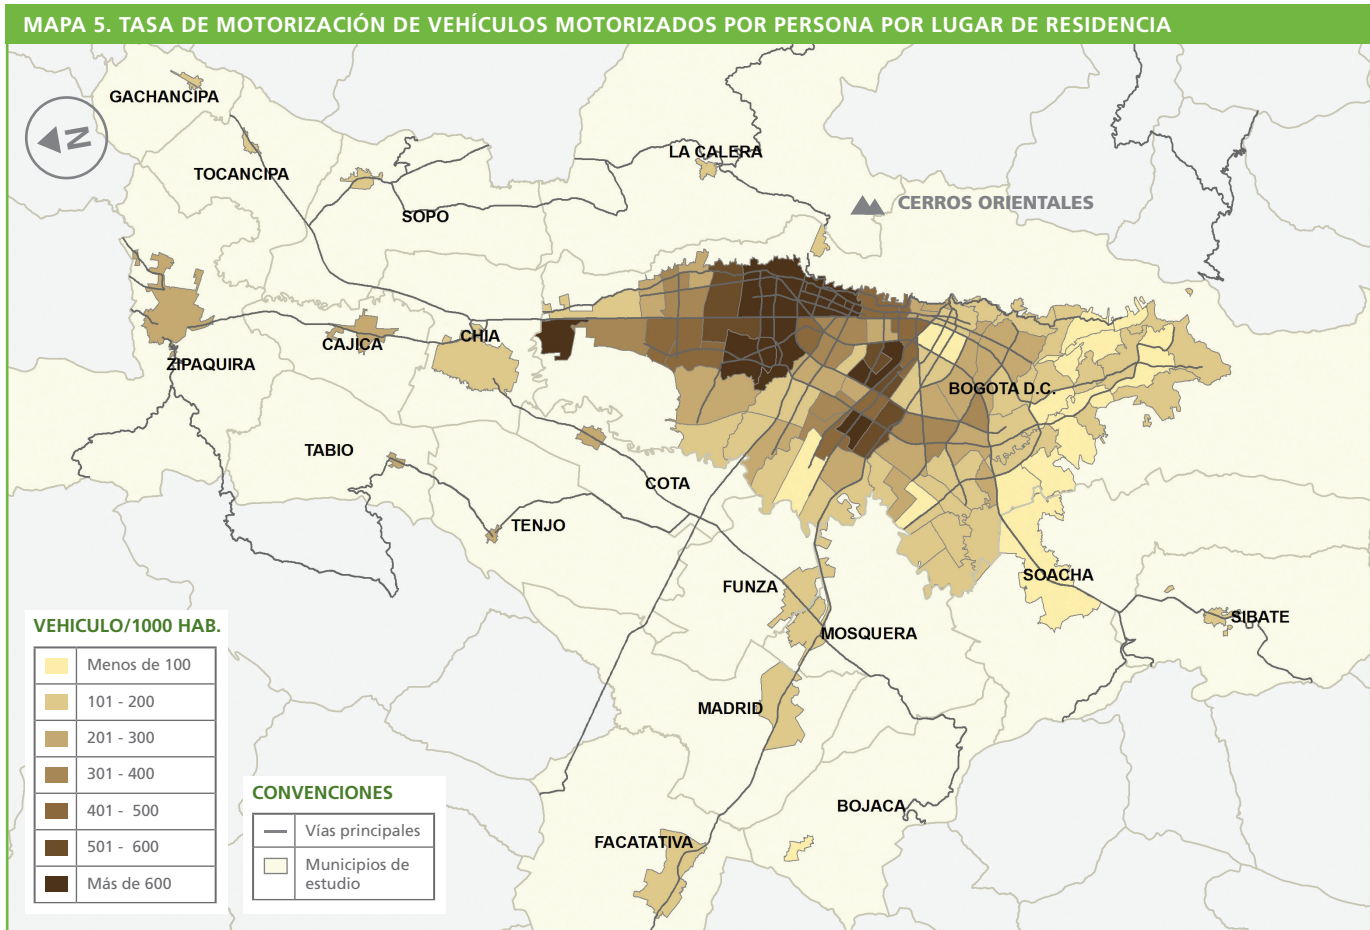 MAPA 5. TASA DE MOTORIZACIÓN DE VEHÍCULOS MOTORIZADOS POR PERSONA POR LUGAR DE RESIDENCIA
GACHANCIPA
N
TOCANCIPA
LA CALERA
SOPO
CERROS ORIENTALES
ZIPAQUIRA
CAJICA
CHIA
BOGOTA D.C.
TABIO
COTA
TENJO
FUNZA
SOACHA
MOSQUERA
SIBATE
MADRID
BOJACA
FACATATIVA
VEHICULO/1000 HAB.
Menos de 100
101 - 200
201 - 300
301 - 400
401 - 500
501 - 600
Más de 600
CONVENCIONES
Vías principales
Municipios de
estudio